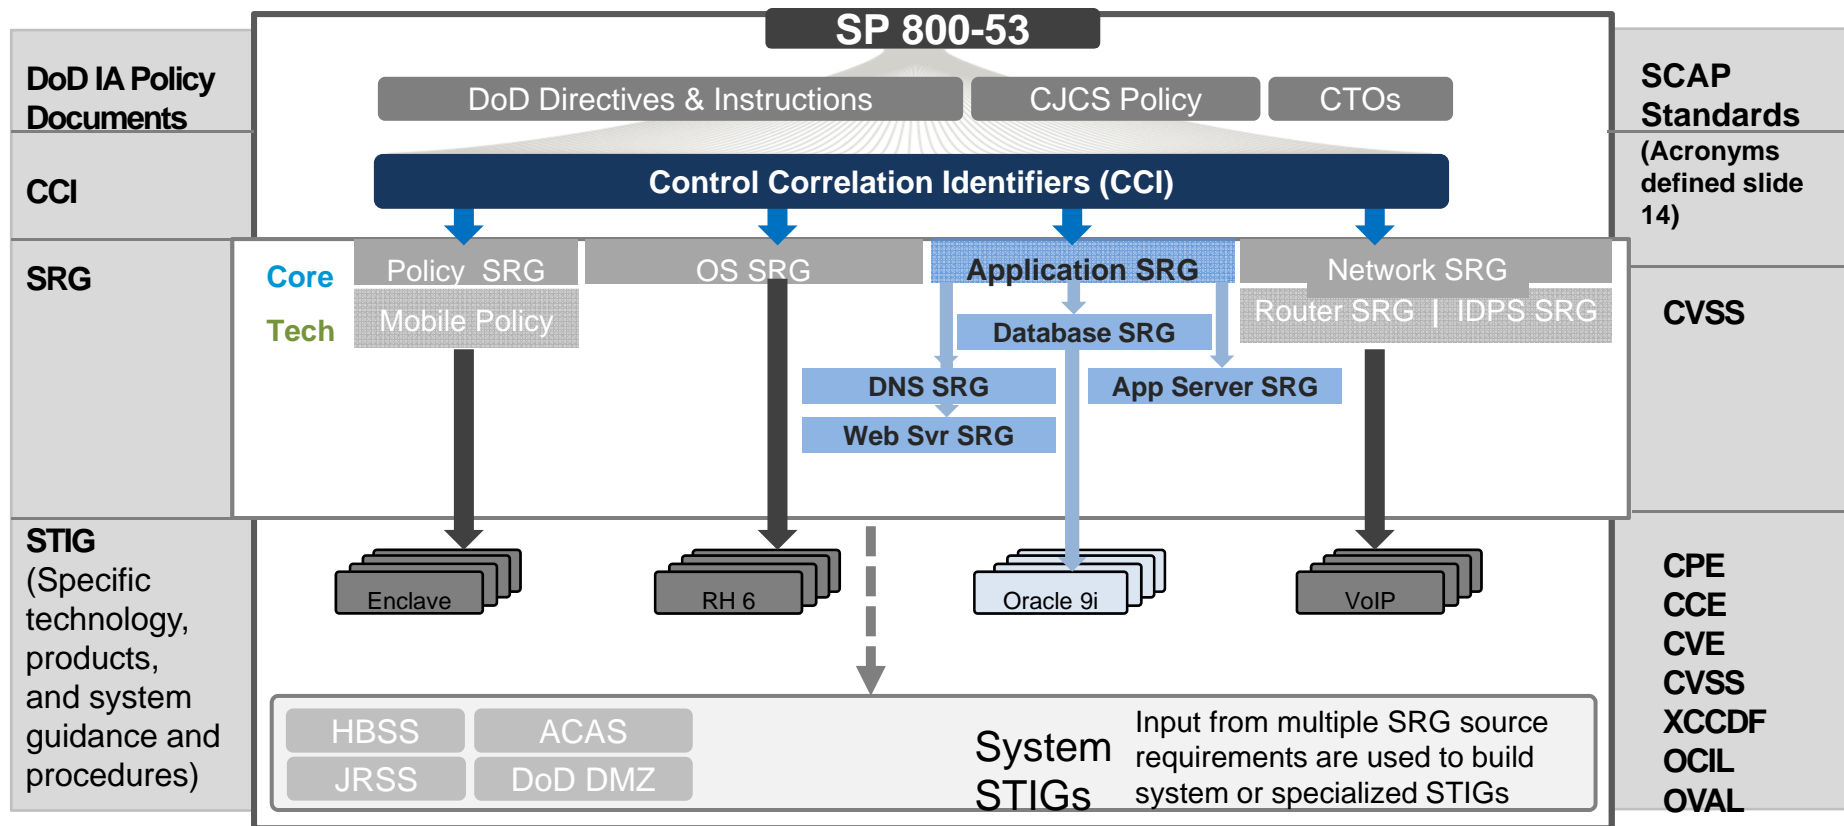 SP 800-53
DoD IA Policy
Documents
DoD Directives & Instructions
CJCS Policy
CTOs
SCAP
Standards
(Acronyms
defined slide
14)
CCI
Control Correlation Identifiers (CCI)
SRG
Core
Tech
Policy SRG
OS SRG
Application SRG
Network SRG
Mobile Policy
Router SRG | IDPS SRG
Database SRG
DNS SRG
App Server SRG
Web Svr SRG
CVSS
STIG
(Specific
technology,
products,
and system
guidance and
procedures)
Enclave
RH 6
Oracle 9i
VoIP
HBSS
ACAS
JRSS
DoD DMZ
System
STIGs
Input from multiple SRG source
requirements are used to build
system or specialized STIGs
CPE
CCE
CVE
CVSS
XCCDF
OCIL
OVAL